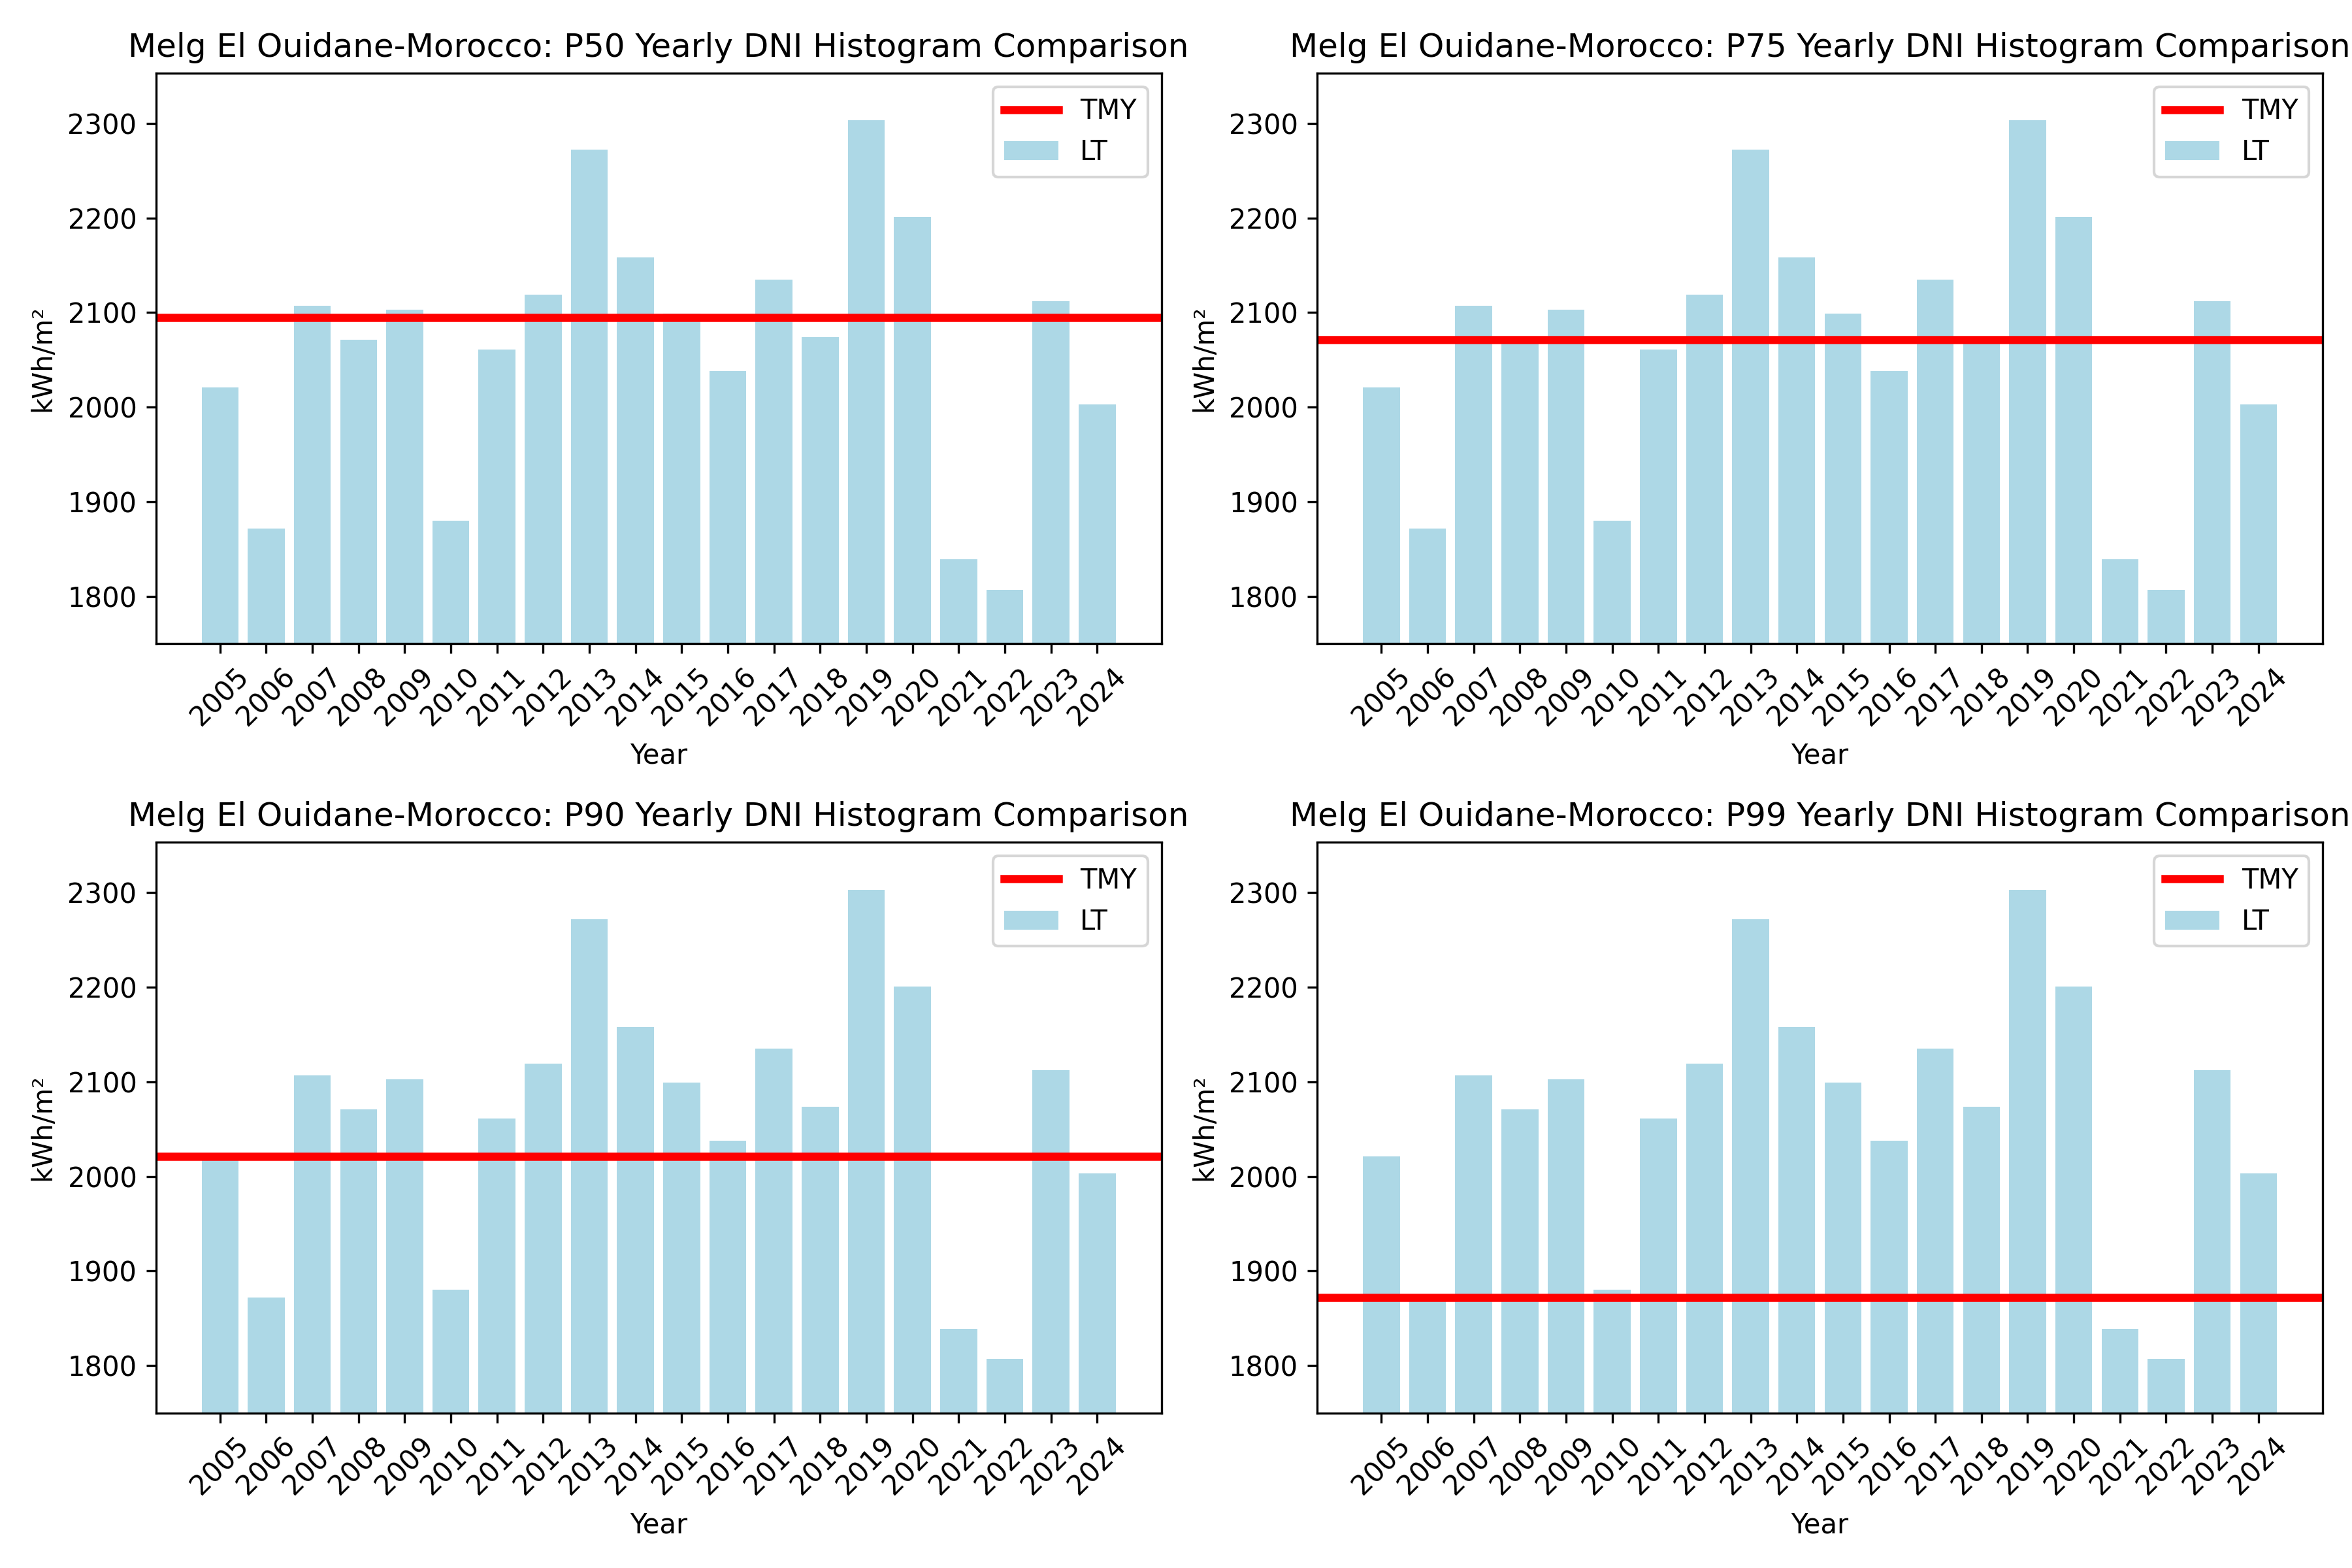 Melg El Ouidane-Morocco: P50 Yearly DNI Histogram Comparison
TMY
LT
2300
2200
2100
2000
1900
1800
kWh/m²
2005 2006 2007 2008 2009 2010 2011 2012 2013 2014 2015 2016 2017 2018 2019 2020 2021 2022 2023 2024
Year
Melg El Ouidane-Morocco: P75 Yearly DNI Histogram Comparison
TMY
LT
2300
2200
2100
2000
1900
1800
kWh/m²
2005 2006 2007 2008 2009 2010 2011 2012 2013 2014 2015 2016 2017 2018 2019 2020 2021 2022 2023 2024
Year
Melg El Ouidane-Morocco: P90 Yearly DNI Histogram Comparison
TMY
LT
2300
2200
2100
2000
1900
1800
kWh/m²
2005 2006 2007 2008 2009 2010 2011 2012 2013 2014 2015 2016 2017 2018 2019 2020 2021 2022 2023 2024
Year
Melg El Ouidane-Morocco: P99 Yearly DNI Histogram Comparison
TMY
LT
2300
2200
2100
2000
1900
1800
kWh/m²
2005 2006 2007 2008 2009 2010 2011 2012 2013 2014 2015 2016 2017 2018 2019 2020 2021 2022 2023 2024
Year